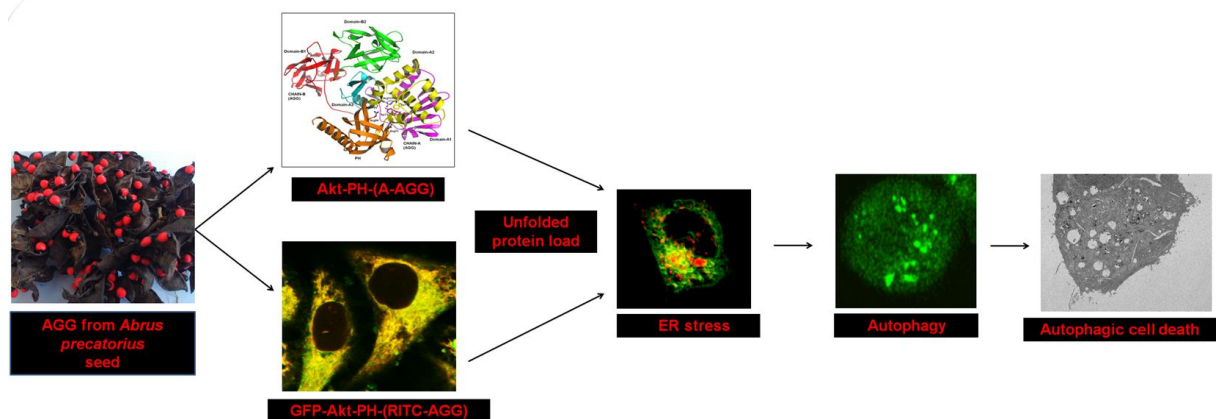 AGG from Abrus
precatorius
seed
Domain-B2
Domain-B1
Domain-A2
CHAIN-B
(AGG)
Domain-A3
CHAIN-A
(AGG)
Domain-A1
PH
Akt-PH-(A-AGG)
GFP-Akt-PH-(RITC-AGG)
Unfolded
protein load
ER stress
Autophagy
Autophagic cell death